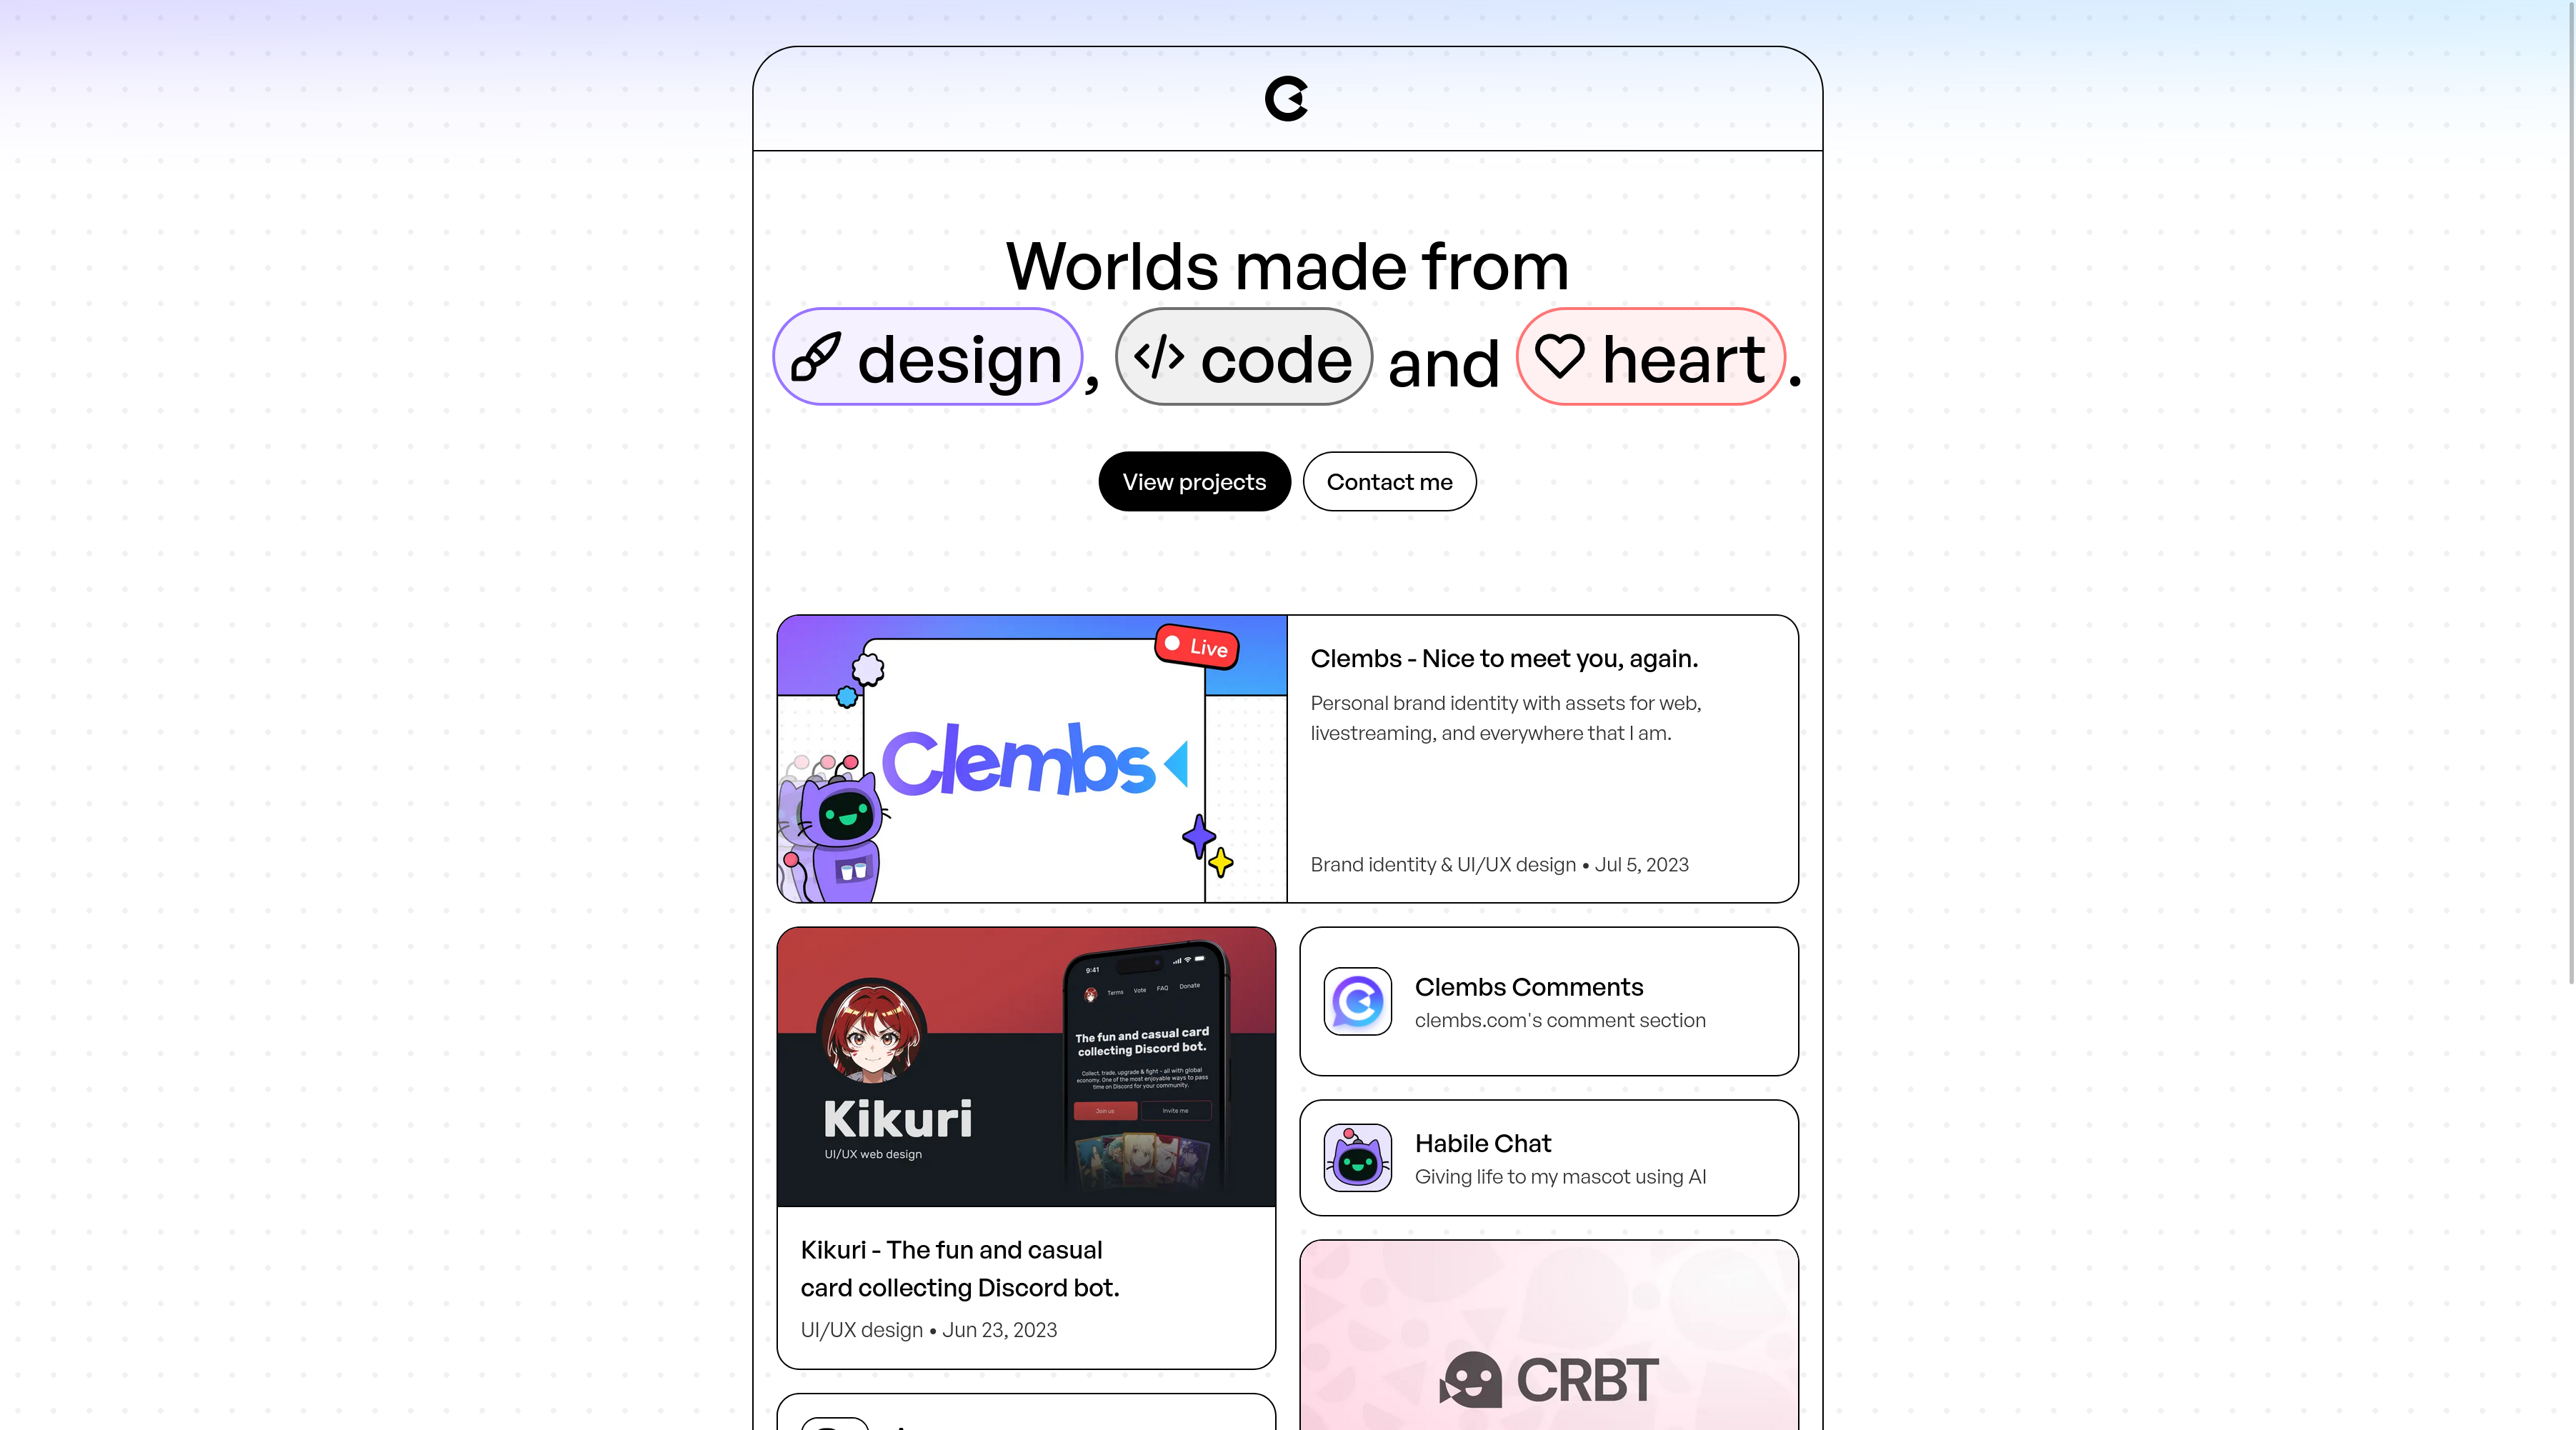 Worlds made from
design, code and heart.
View projects
Contact me
Live
Clembs
Clembs - Nice to meet you, again.
Personal brand identity with assets for web,
livestreaming, and everywhere that I am.
Brand identity & UI/UX design • Jul 5, 2023
9:41
Terms Vote FAQ Donate
The fun and casual card
collecting Discord bot.
Collect, trade, upgrade & fight - all with global
economy. One of the most enjoyable ways to pass
time on Discord for your community.
Join us
Invite me
Kikuri
UI/UX web design
Kikuri - The fun and casual
card collecting Discord bot.
UI/UX design • Jun 23, 2023
Clembs Comments
clembs.com's comment section
Habile Chat
Giving life to my mascot using AI
CRBT